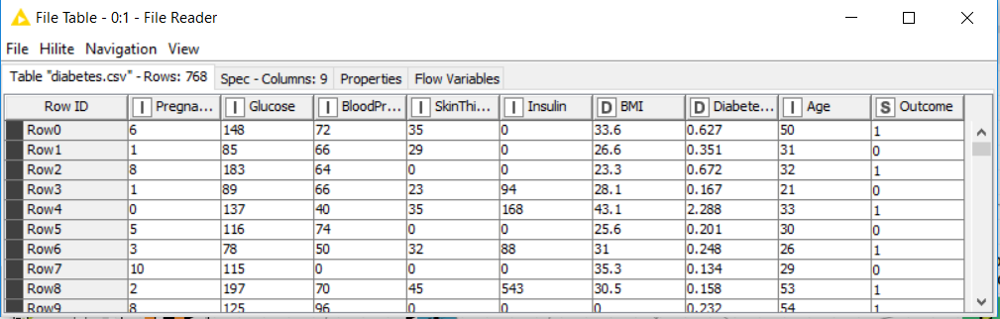 File Table - 0:1 - File Reader
File Hilite Navigation View
Table "diabetes.csv" - Rows: 768 Spec - Columns: 9 Properties Flow Variables
Row ID I Pregna... I Glucose I BloodPr... I SkinThi... I Insulin D BMI D Diabete... I Age S Outcome
Row0 6 148 72 35 0 33.6 0.627 50 1
Row1 1 85 66 29 0 26.6 0.351 31 0
Row2 8 183 64 0 0 23.3 0.672 32 1
Row3 1 89 66 23 94 28.1 0.167 21 0
Row4 0 137 40 35 168 43.1 2.288 33 1
Row5 5 116 74 0 0 25.6 0.201 30 0
Row6 3 78 50 32 88 31 0.248 26 1
Row7 10 115 0 0 0 35.3 0.134 29 0
Row8 2 197 70 45 543 30.5 0.158 53 1
Row9 8 125 96 0 0 0 0.232 54 1